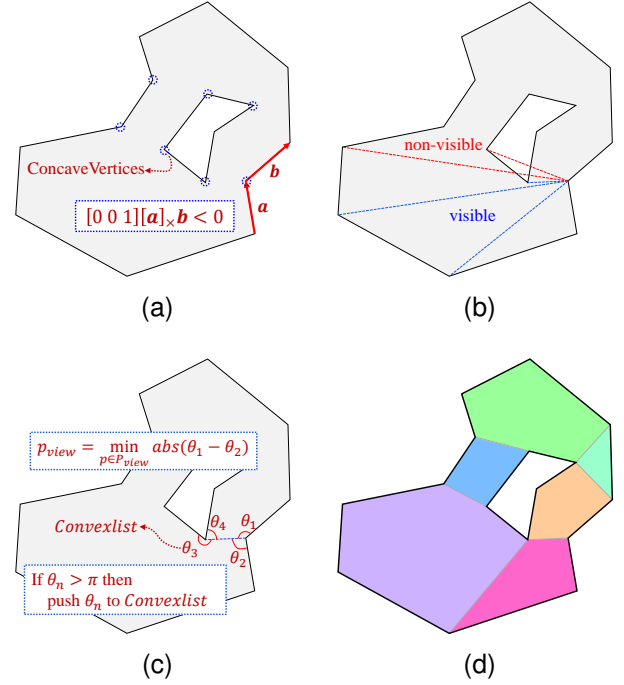 ConcaveVertices
b
a
[0 0 1][a]×b < 0
(a)
non-visible
visible
(b)
p_view = min_{p∈P_view} abs(θ₁ − θ₂)
Convexlist
θ₄
θ₁
θ₃
θ₂
If θₙ > π then
push θₙ to Convexlist
(c)
(d)